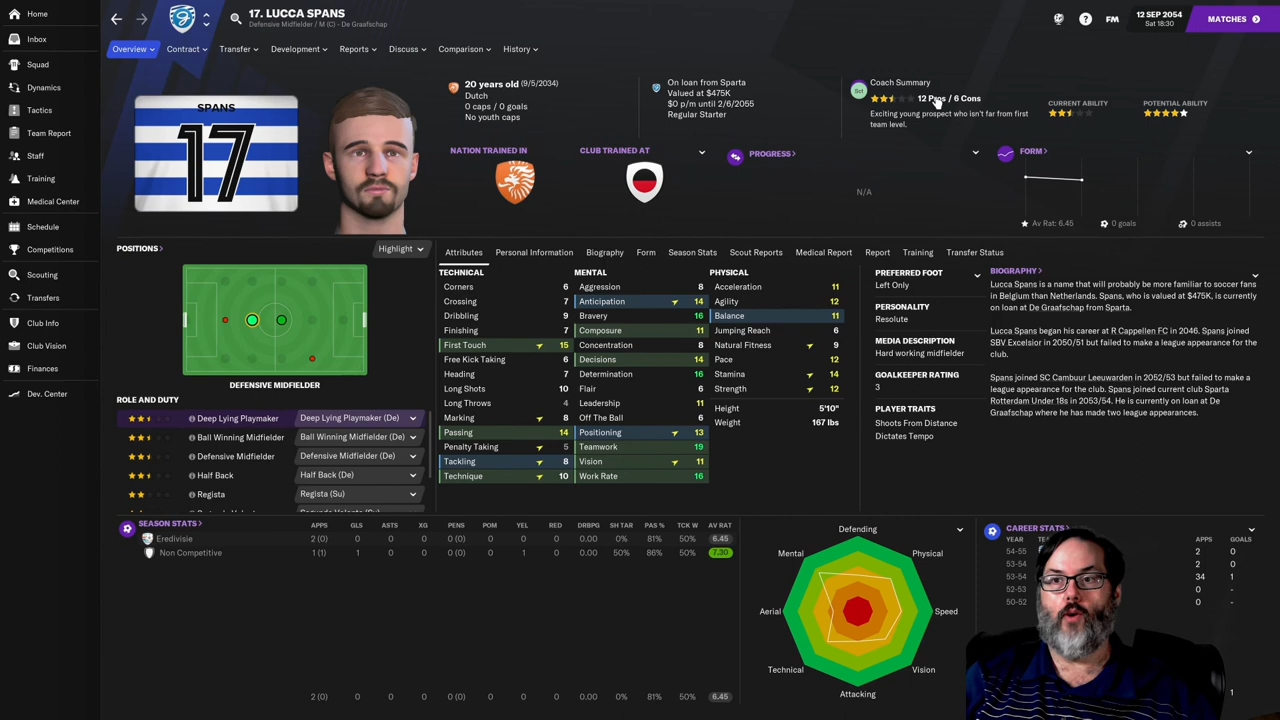 Home
17. LUCCA SPANS
Defensive Midfielder / M (C) - De Graafschap
FM
12 SEP 2054
Sat 18:30
MATCHES
Inbox
Squad
Dynamics
Tactics
Team Report
Staff
Training
Medical Center
Schedule
Competitions
Scouting
Transfers
Club Info
Club Vision
Finances
Dev. Center
Overview
Contract
Transfer
Development
Reports
Discuss
Comparison
History
SPANS
17
20 years old (9/5/2034)
Dutch
0 caps / 0 goals
No youth caps
On loan from Sparta
Valued at $475K
$0 p/m until 2/6/2055
Regular Starter
Sct
Coach Summary
12 Pros / 6 Cons
Exciting young prospect who isn't far from first
team level.
CURRENT ABILITY
POTENTIAL ABILITY
NATION TRAINED IN
CLUB TRAINED AT
PROGRESS
N/A
FORM
Av Rat: 6.45
0 goals
0 assists
POSITIONS
Highlight
DEFENSIVE MIDFIELDER
ROLE AND DUTY
Deep Lying Playmaker Deep Lying Playmaker (De)
Ball Winning Midfielder Ball Winning Midfielder (De)
Defensive Midfielder Defensive Midfielder (De)
Half Back Half Back (De)
Regista Regista (Su)
Attributes
Personal Information
Biography
Form
Season Stats
Scout Reports
Medical Report
Report
Training
Transfer Status
TECHNICAL
Corners 6
Crossing 7
Dribbling 9
Finishing 7
First Touch 15
Free Kick Taking 6
Heading 7
Long Shots 10
Long Throws 4
Marking 8
Passing 14
Penalty Taking 5
Tackling 8
Technique 10
MENTAL
Aggression 8
Anticipation 14
Bravery 16
Composure 11
Concentration 8
Decisions 14
Determination 16
Flair 6
Leadership 11
Off The Ball 6
Positioning 13
Teamwork 19
Vision 11
Work Rate 16
PHYSICAL
Acceleration 11
Agility 12
Balance 11
Jumping Reach 6
Natural Fitness 9
Pace 12
Stamina 14
Strength 12
Height 5'10"
Weight 167 lbs
PREFERRED FOOT
Left Only
PERSONALITY
Resolute
MEDIA DESCRIPTION
Hard working midfielder
GOALKEEPER RATING
3
PLAYER TRAITS
Shoots From Distance
Dictates Tempo
BIOGRAPHY
Lucca Spans is a name that will probably be more familiar to soccer fans
in Belgium than Netherlands. Spans, who is valued at $475K, is currently
on loan at De Graafschap from Sparta.
Lucca Spans began his career at R Cappellen FC in 2046. Spans joined
SBV Excelsior in 2050/51 but failed to make a league appearance for the
club.
Spans joined SC Cambuur Leeuwarden in 2052/53 but failed to make a
league appearance for the club. Spans joined current club Sparta
Rotterdam Under 18s in 2053/54. He is currently on loan at De
Graafschap where he has made two league appearances.
SEASON STATS
APPS GLS ASTS XG PENS POM YEL RED DRBPG SH TAR PAS % TCK W AV RAT
Eredivisie 2 (0) 0 0 0 0 (0) 0 0 0 0.00 0% 81% 50% 6.45
Non Competitive 1 (1) 1 0 0 0 (0) 0 1 0 0.00 50% 86% 50% 7.30
2 (0) 0 0 0 0 (0) 0 0 0 0.00 0% 81% 50% 6.45
Defending
Physical
Speed
Vision
Attacking
Technical
Aerial
Mental
CAREER STATS
YEAR APPS GOALS
54-55 2 0
53-54 2 0
53-54 34 1
52-53 0 -
50-52 0 -
1